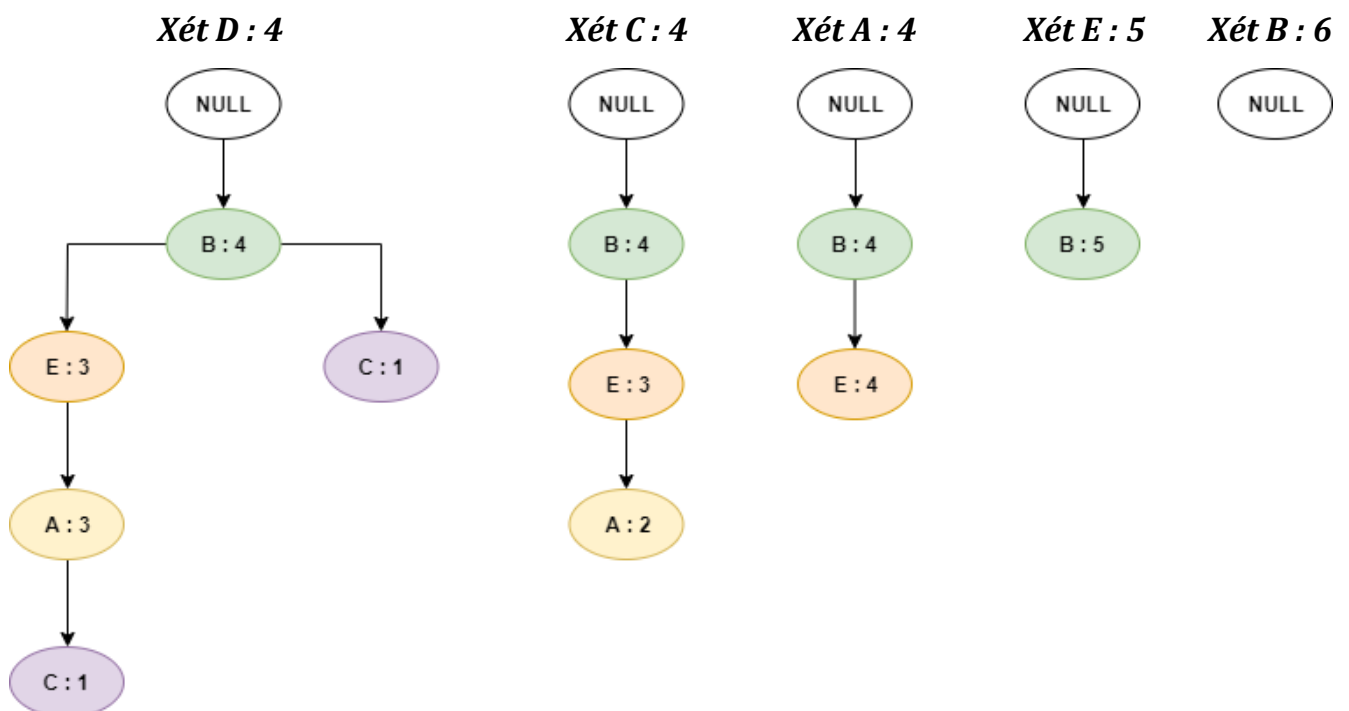 Xét D : 4 Xét C : 4 Xét A : 4 Xét E : 5 Xét B : 6
NULL NULL NULL NULL NULL
B : 4 B : 4 B : 4 B : 5
E : 3 C : 1 E : 3 E : 4
A : 3 A : 2
C : 1